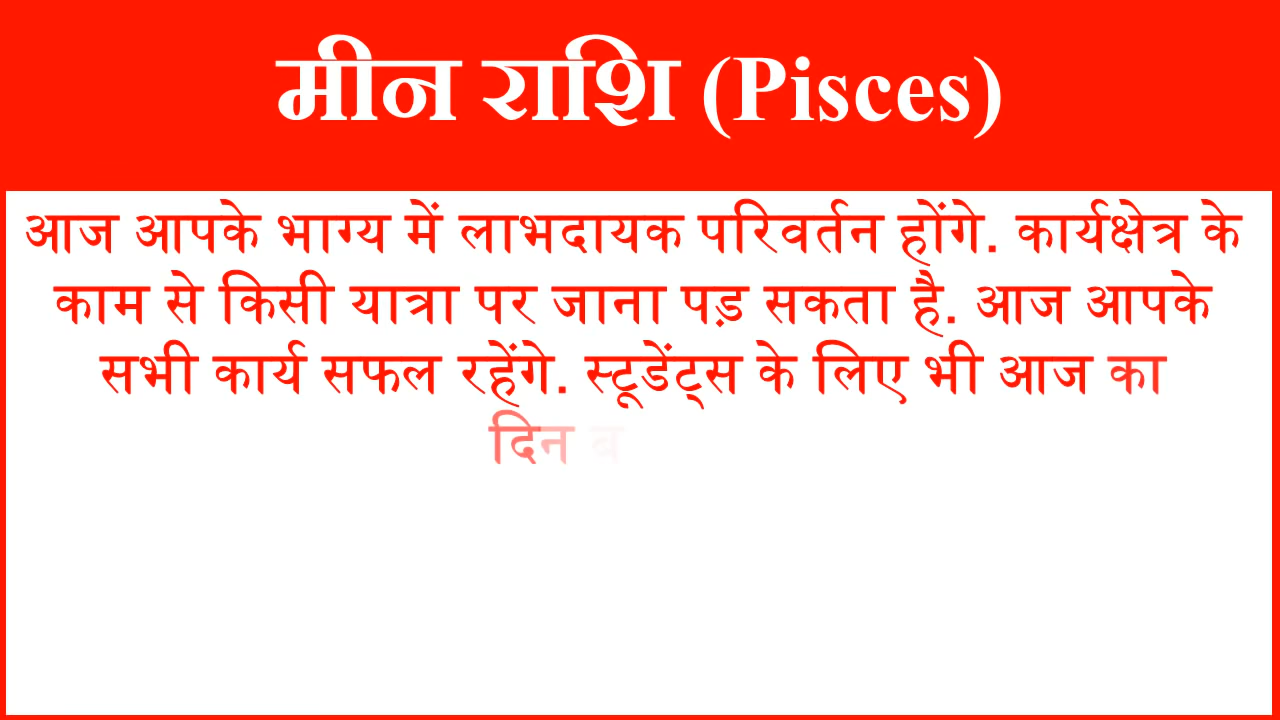 मीन राशि (Pisces)
आज आपके भाग्य में लाभदायक परिवर्तन होंगे. कार्यक्षेत्र के
काम से किसी यात्रा पर जाना पड़ सकता है. आज आपके
सभी कार्य सफल रहेंगे. स्टूडेंट्स के लिए भी आज का
दिन